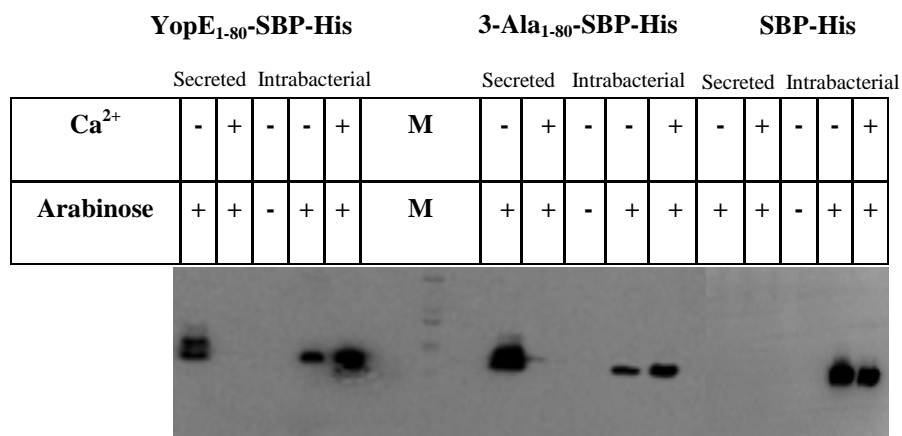 YopE1-80-SBP-His 3-Ala1-80-SBP-His SBP-His
Secreted Intrabacterial Secreted Intrabacterial Secreted Intrabacterial
Ca2+ - + - - + M - + - - + - + - - +
Arabinose + + - + + M + + - + + + + - + +